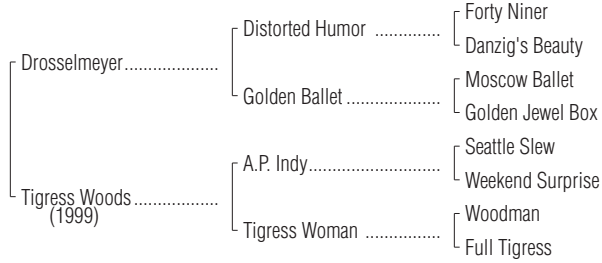 Forty Niner
Distorted Humor ..............
Danzig's Beauty
Drosselmeyer....................
Moscow Ballet
Golden Ballet ....................
Golden Jewel Box
Seattle Slew
A.P. Indy............................
Weekend Surprise
Tigress Woods ..................
(1999)
Woodman
Tigress Woman ................
Full Tigress